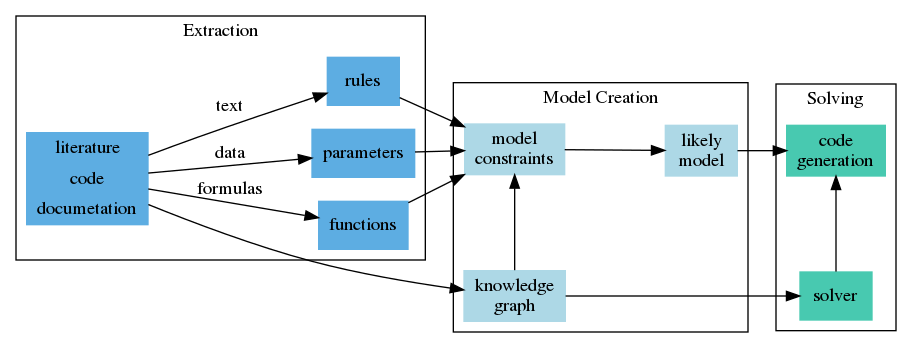 Extraction
literature
code
documetation
text
data
formulas
rules
parameters
functions
Model Creation
model
constraints
likely
model
knowledge
graph
Solving
code
generation
solver